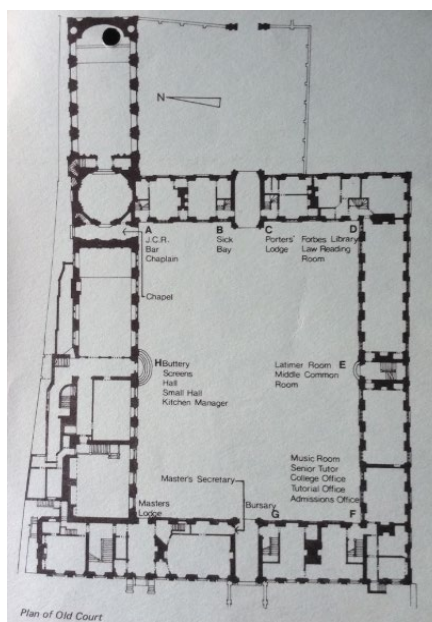 N
A
J.C.R.
Bar
Chaplain
B
Sick
Bay
C
Porters'
Lodge
D
Forbes Library
Law Reading
Room
Chapel
H Buttery
Screens
Hall
Small Hall
Kitchen Manager
Latimer Room E
Middle Common
Room
Music Room
Senior Tutor
College Office
Tutorial Office
Admissions Office
Master's Secretary
Masters
Lodge
Bursary
G
F
Plan of Old Court